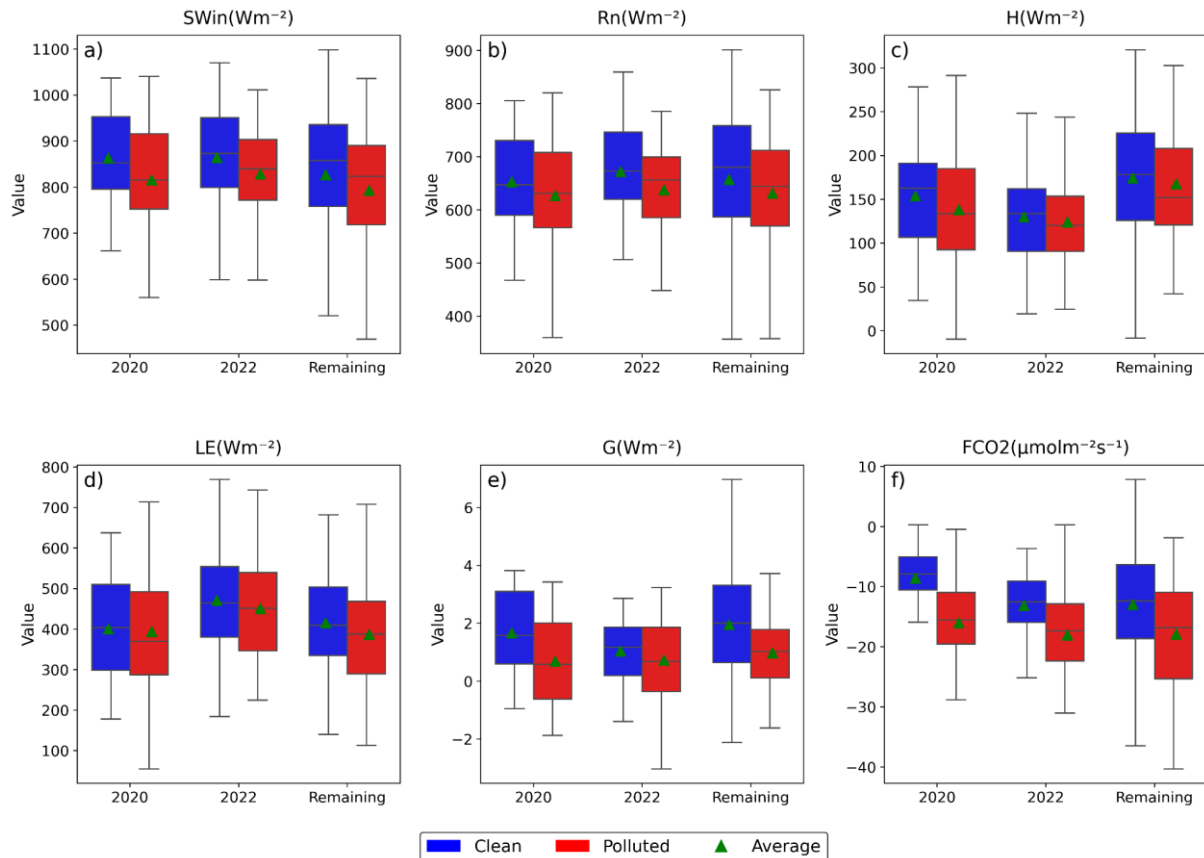 SWin(Wm⁻²)
a)
Value
1100
1000
900
800
700
600
500
2020 2022 Remaining
Rn(Wm⁻²)
b)
Value
900
800
700
600
500
400
2020 2022 Remaining
H(Wm⁻²)
c)
Value
300
250
200
150
100
50
0
2020 2022 Remaining
LE(Wm⁻²)
d)
Value
800
700
600
500
400
300
200
100
2020 2022 Remaining
G(Wm⁻²)
e)
Value
6
4
2
0
−2
2020 2022 Remaining
FCO2(μmolm⁻²s⁻¹)
f)
Value
10
0
−10
−20
−30
−40
2020 2022 Remaining
Clean Polluted Average